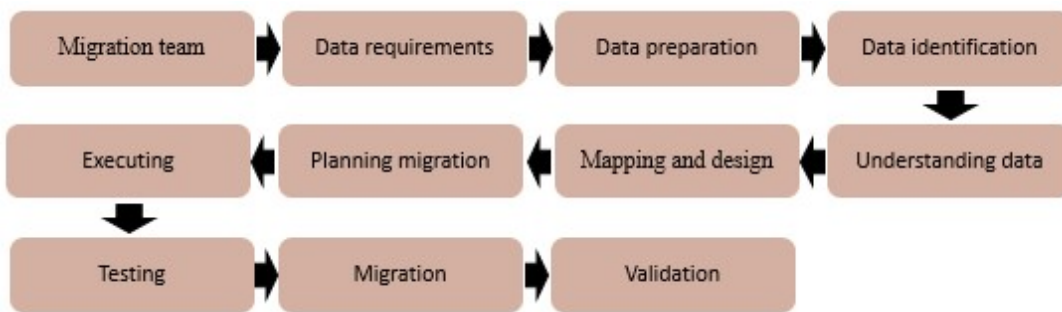 Migration team
Data requirements
Data preparation
Data identification
Understanding data
Mapping and design
Planning migration
Executing
Testing
Migration
Validation